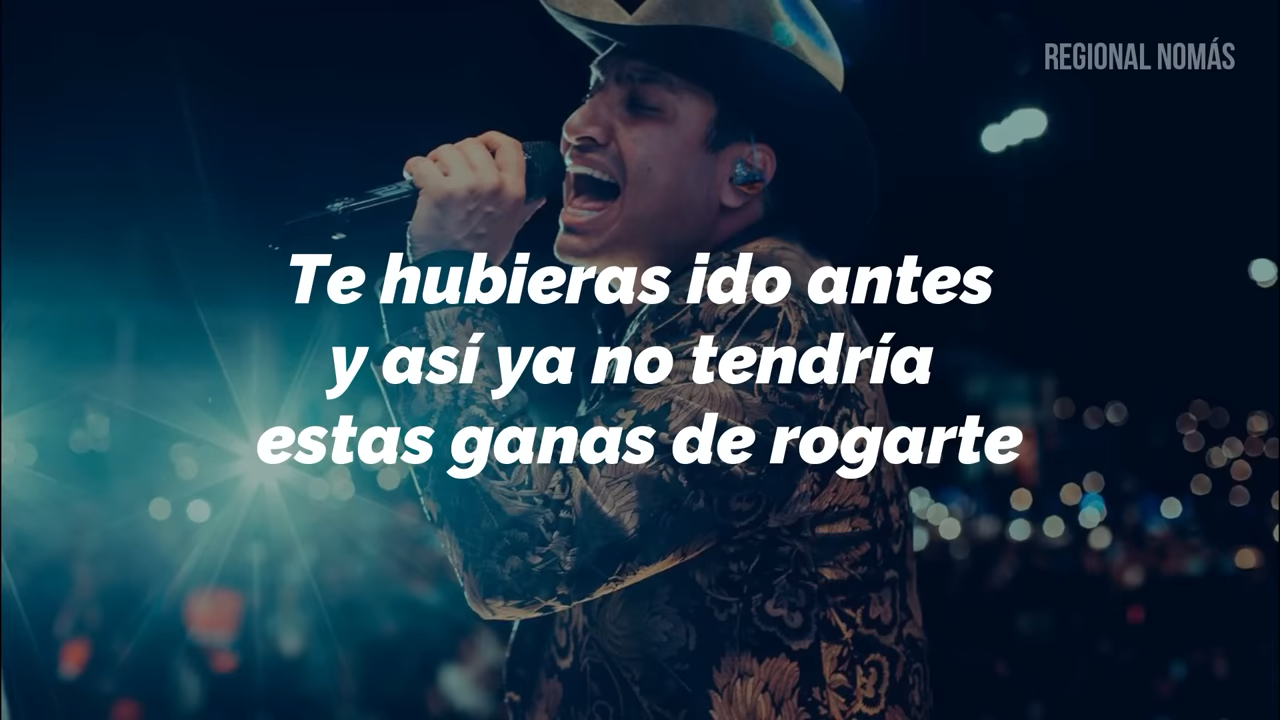 REGIONAL NOMÁS
Te hubieras ido antes
y así ya no tendría
estas ganas de rogarte